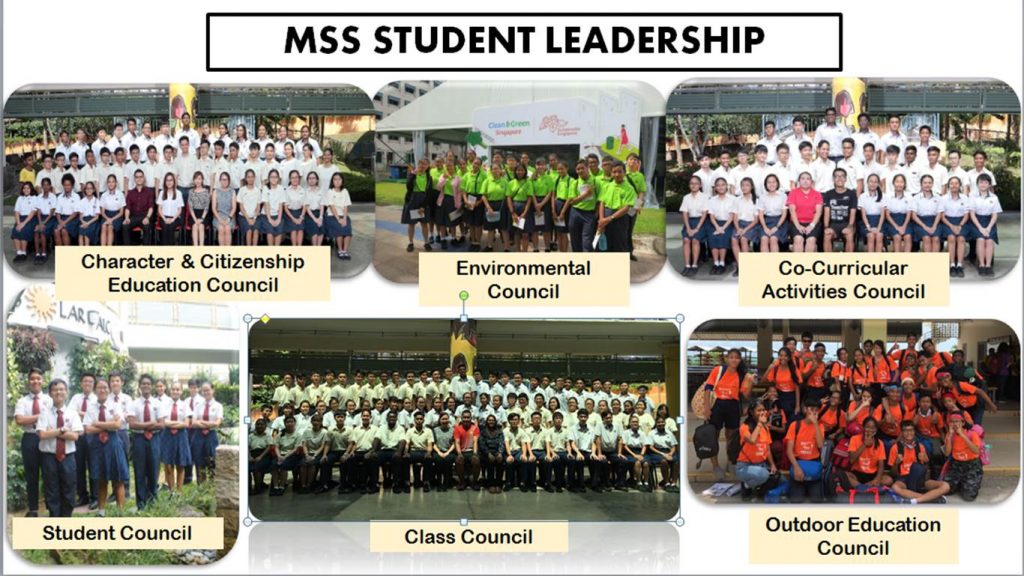 MSS STUDENT LEADERSHIP
Clean & Green
Singapore
Character & Citizenship
Education Council
Environmental
Council
Co-Curricular
Activities Council
Student Council
Class Council
Outdoor Education
Council